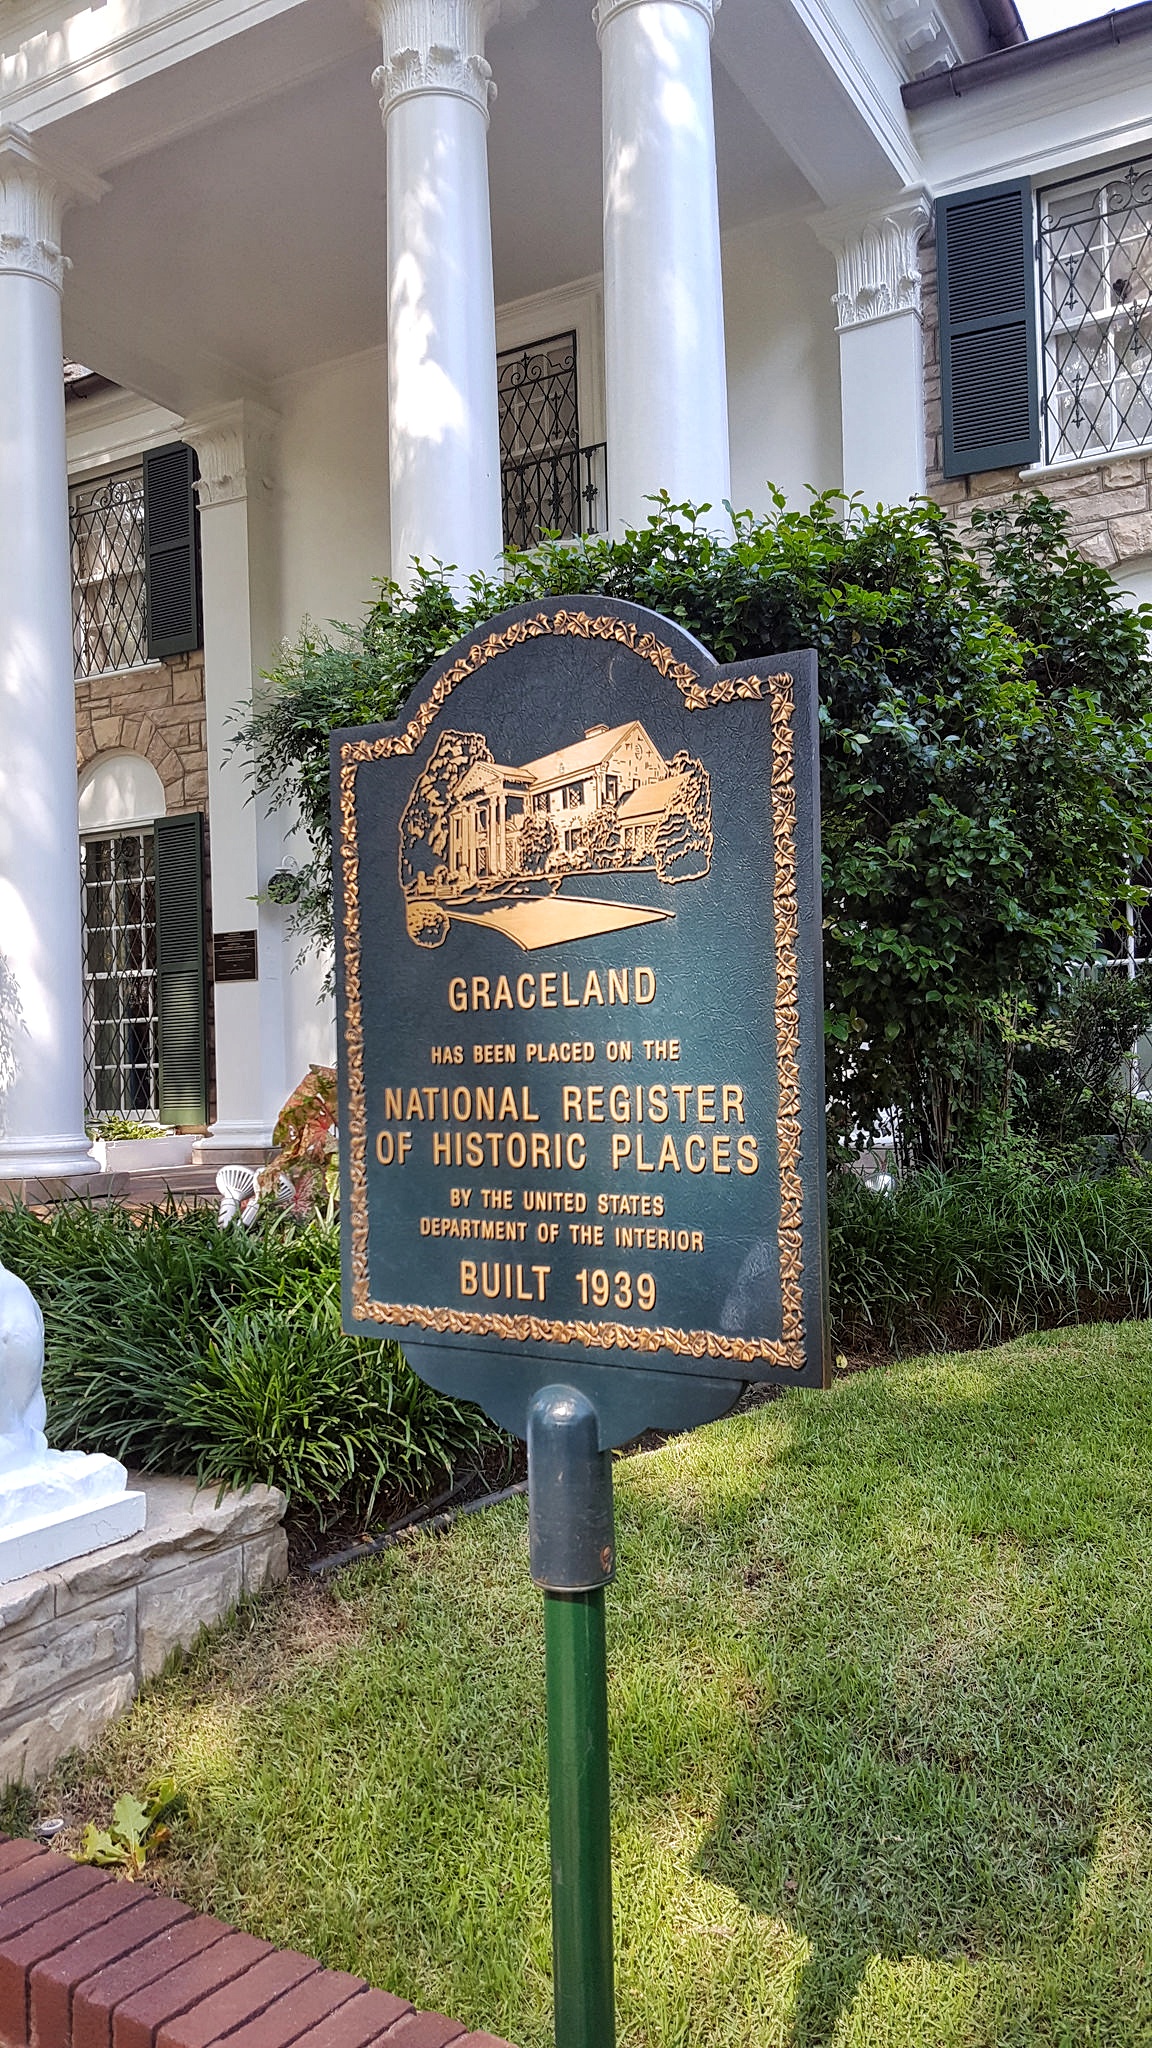 GRACELAND
HAS BEEN PLACED ON THE
NATIONAL REGISTER
OF HISTORIC PLACES
BY THE UNITED STATES
DEPARTMENT OF THE INTERIOR
BUILT 1939